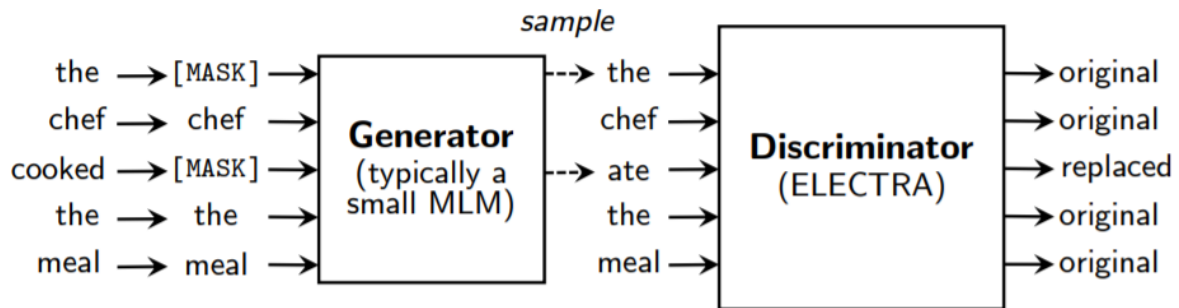 sample
the [MASK] the original
chef chef chef original
cooked [MASK] ate replaced
the the the original
meal meal meal original
Generator
(typically a
small MLM)
Discriminator
(ELECTRA)